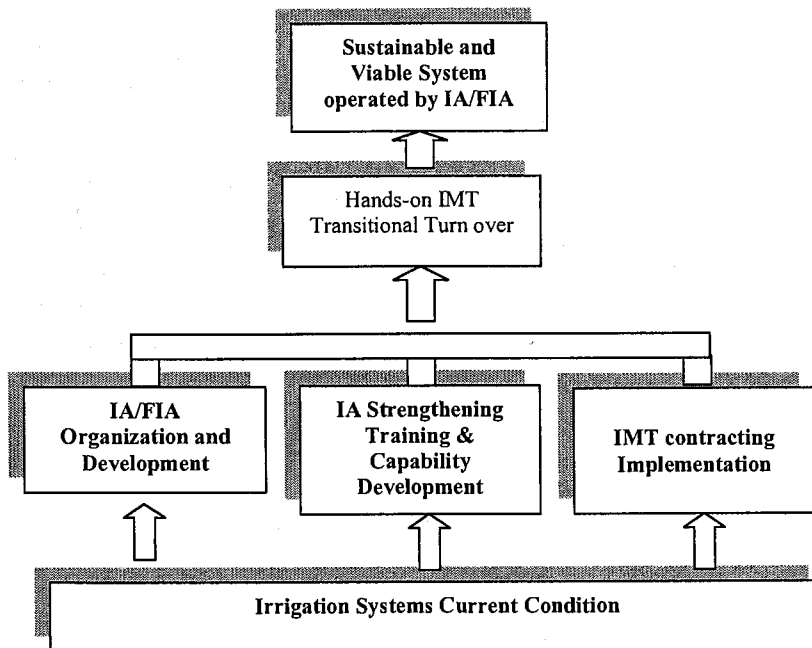 Sustainable and
Viable System
operated by IA/FIA
Hands-on IMT
Transitional Turn over
IA/FIA
Organization and
Development
IA Strengthening
Training &
Capability
Development
IMT contracting
Implementation
Irrigation Systems Current Condition